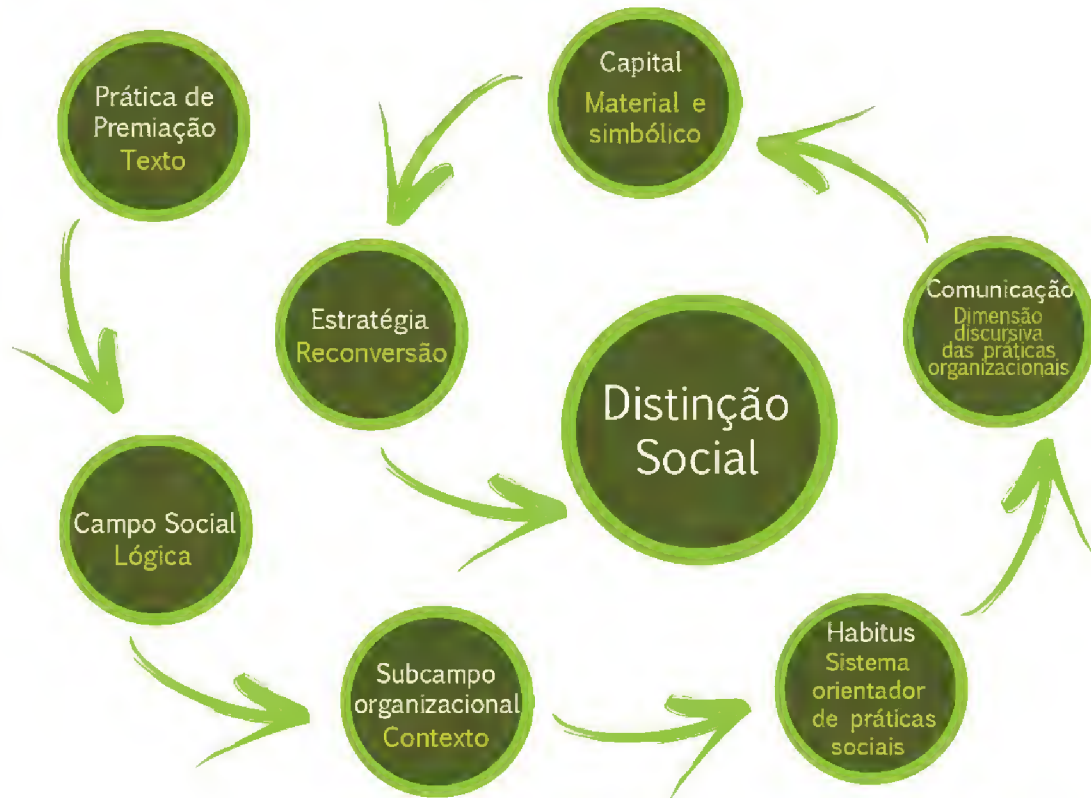 Prática de
Premiação
Texto
Campo Social
Lógica
Subcampo
organizacional
Contexto
Habitus
Sistema
orientador
de práticas
sociais
Comunicação
Dimensão
discursiva
das práticas
organizacionais
Capital
Material e
simbólico
Estratégia
Reconversão
Distinção
Social